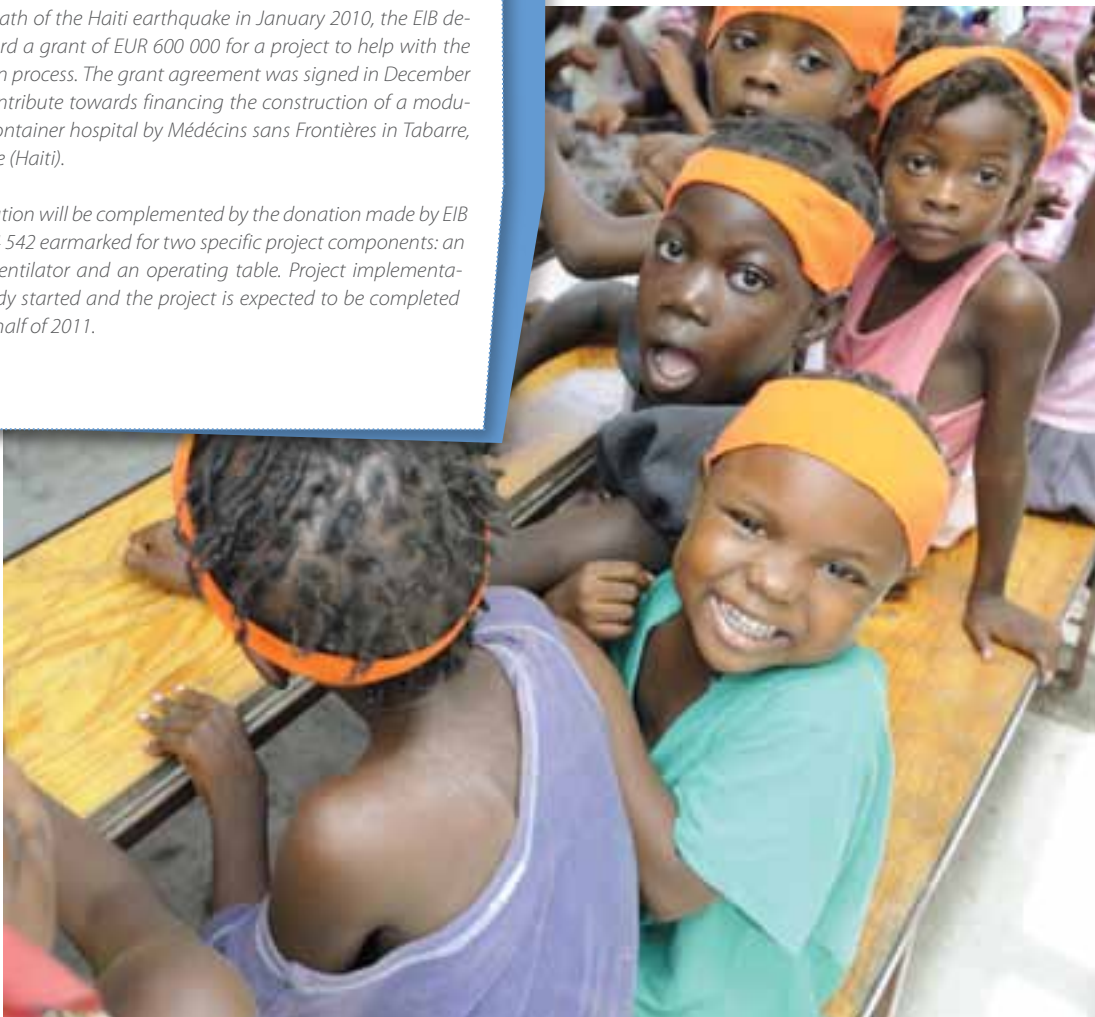 ath of the Haiti earthquake in January 2010, the EIB de-
rd a grant of EUR 600 000 for a project to help with the
n process. The grant agreement was signed in December
ntribute towards financing the construction of a modu-
ontainer hospital by Médécins sans Frontières in Tabarre,
e (Haiti).
tion will be complemented by the donation made by EIB
542 earmarked for two specific project components: an
entilator and an operating table. Project implementa-
dy started and the project is expected to be completed
half of 2011.